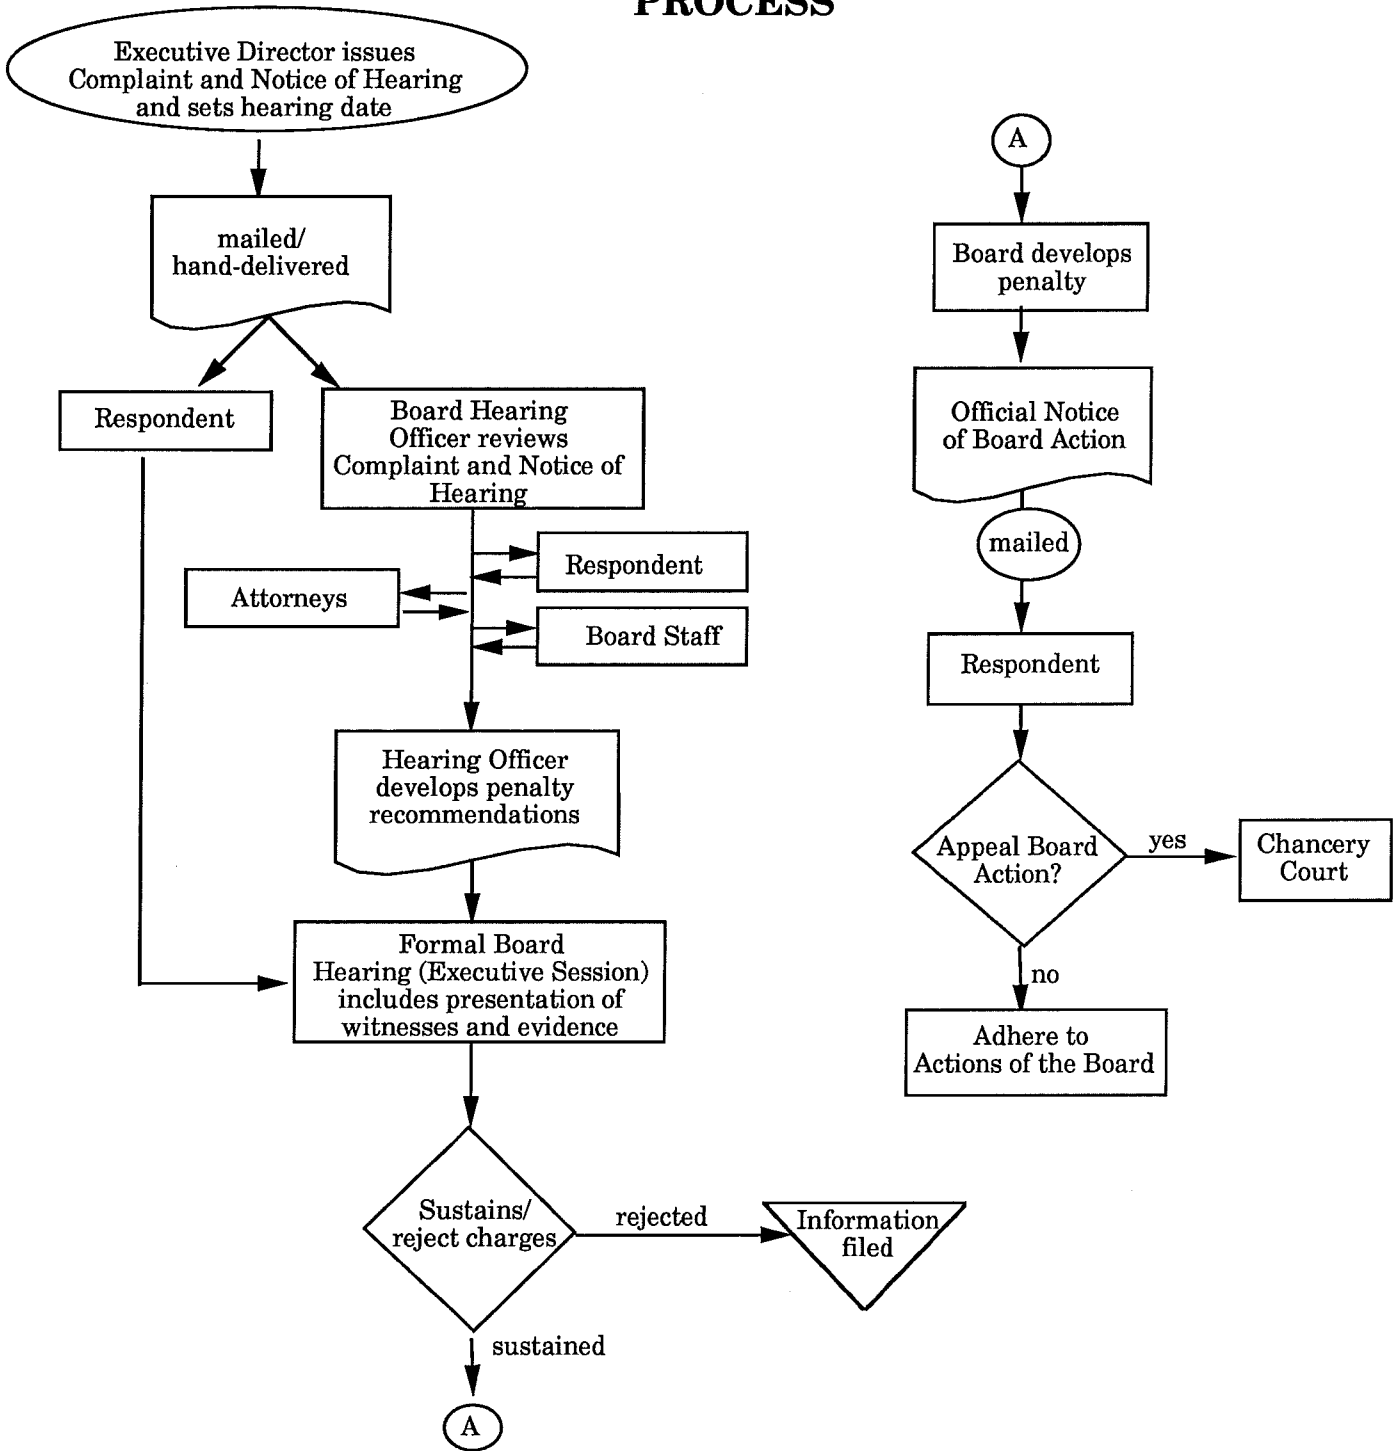 PROCESS
Executive Director issues
Complaint and Notice of Hearing
and sets hearing date
mailed/
hand-delivered
Respondent
Board Hearing
Officer reviews
Complaint and Notice of
Hearing
Respondent
Attorneys
Board Staff
Hearing Officer
develops penalty
recommendations
Formal Board
Hearing (Executive Session)
includes presentation of
witnesses and evidence
Sustains/
reject charges
rejected
Information
filed
sustained
A
A
Board develops
penalty
Official Notice
of Board Action
mailed
Respondent
Appeal Board
Action?
yes
Chancery
Court
no
Adhere to
Actions of the Board